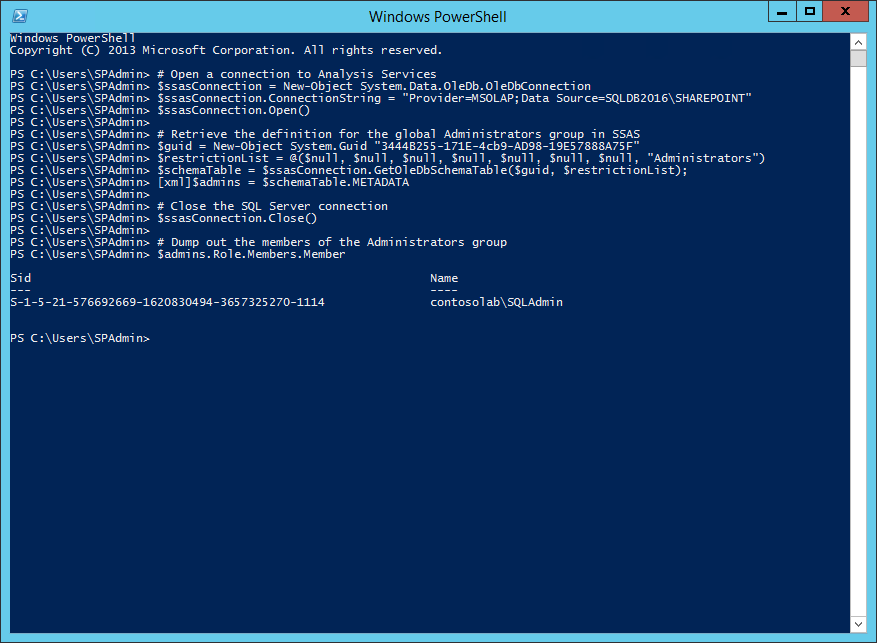 Windows PowerShell
Windows PowerShell
Copyright (C) 2013 Microsoft Corporation. All rights reserved.
PS C:\Users\SPAdmin> # Open a connection to Analysis Services
PS C:\Users\SPAdmin> $ssasConnection = New-Object System.Data.OleDb.OleDbConnection
PS C:\Users\SPAdmin> $ssasConnection.ConnectionString = "Provider=MSOLAP;Data Source=SQLDB2016\SHAREPOINT"
PS C:\Users\SPAdmin> $ssasConnection.Open()
PS C:\Users\SPAdmin>
PS C:\Users\SPAdmin> # Retrieve the definition for the global Administrators group in SSAS
PS C:\Users\SPAdmin> $guid = New-Object System.Guid "3444B255-171E-4cb9-AD98-19E57888A75F"
PS C:\Users\SPAdmin> $restrictionList = @($null, $null, $null, $null, $null, $null, $null, "Administrators")
PS C:\Users\SPAdmin> $schemaTable = $ssasConnection.GetOleDbSchemaTable($guid, $restrictionList);
PS C:\Users\SPAdmin> [xml]$admins = $schemaTable.METADATA
PS C:\Users\SPAdmin>
PS C:\Users\SPAdmin> # Close the SQL Server connection
PS C:\Users\SPAdmin> $ssasConnection.Close()
PS C:\Users\SPAdmin>
PS C:\Users\SPAdmin> # Dump out the members of the Administrators group
PS C:\Users\SPAdmin> $admins.Role.Members.Member
Sid Name
--- ----
S-1-5-21-576692669-1620830494-3657325270-1114 contosolab\SQLAdmin
PS C:\Users\SPAdmin>